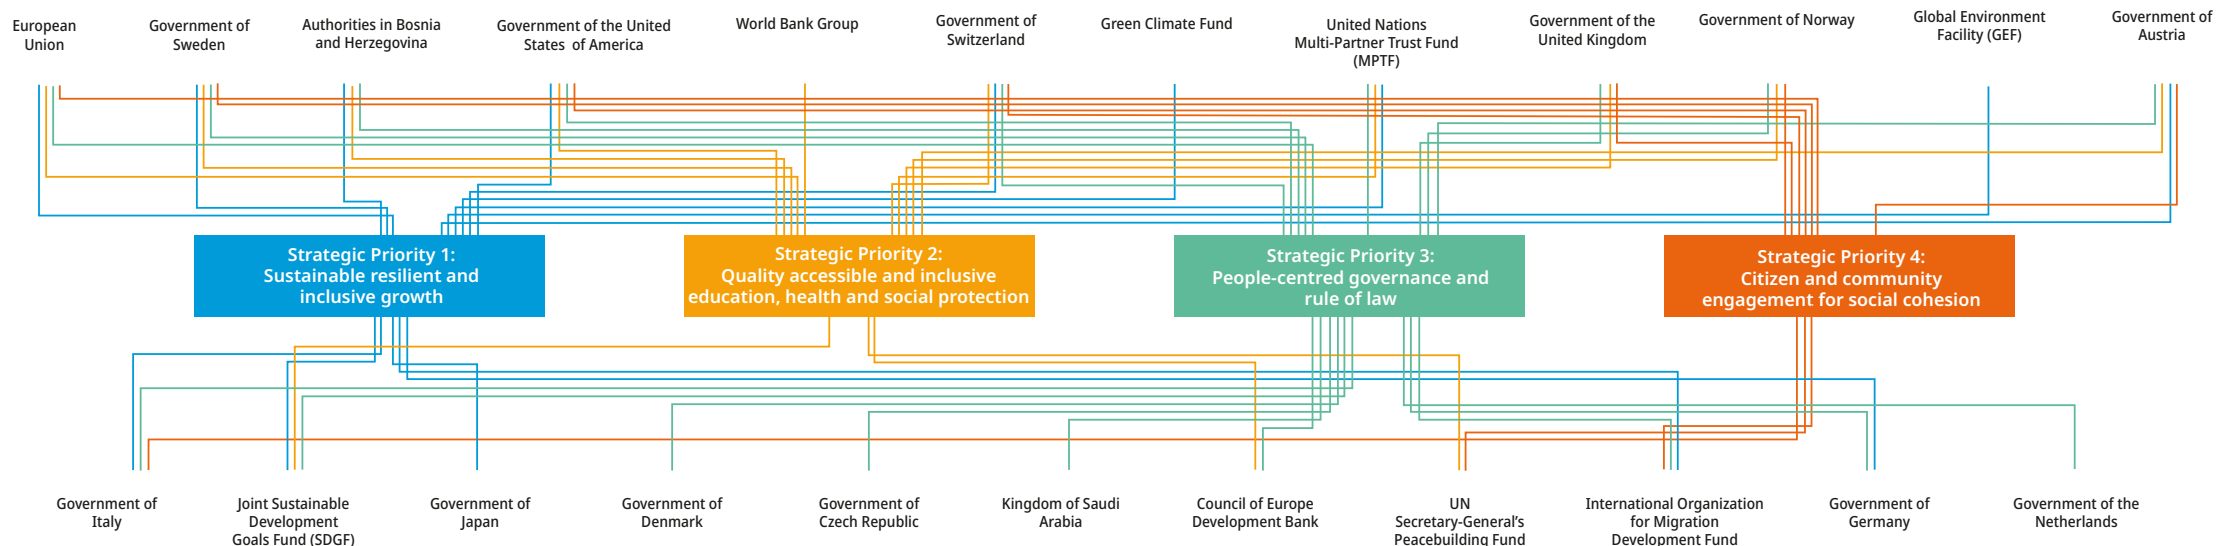 European
Union
Government of
Sweden
Authorities in Bosnia
and Herzegovina
Government of the United
States of America
World Bank Group
Government of
Switzerland
Green Climate Fund
United Nations
Multi-Partner Trust Fund
(MPTF)
Government of the
United Kingdom
Government of Norway
Global Environment
Facility (GEF)
Government of
Austria
Strategic Priority 1:
Sustainable resilient and
inclusive growth
Strategic Priority 2:
Quality accessible and inclusive
education, health and social protection
Strategic Priority 3:
People-centred governance and
rule of law
Strategic Priority 4:
Citizen and community
engagement for social cohesion
Government of
Italy
Joint Sustainable
Development
Goals Fund (SDGF)
Government of
Japan
Government of
Denmark
Government of
Czech Republic
Kingdom of Saudi
Arabia
Council of Europe
Development Bank
UN
Secretary-General's
Peacebuilding Fund
International Organization
for Migration
Development Fund
Government of
Germany
Government of the
Netherlands